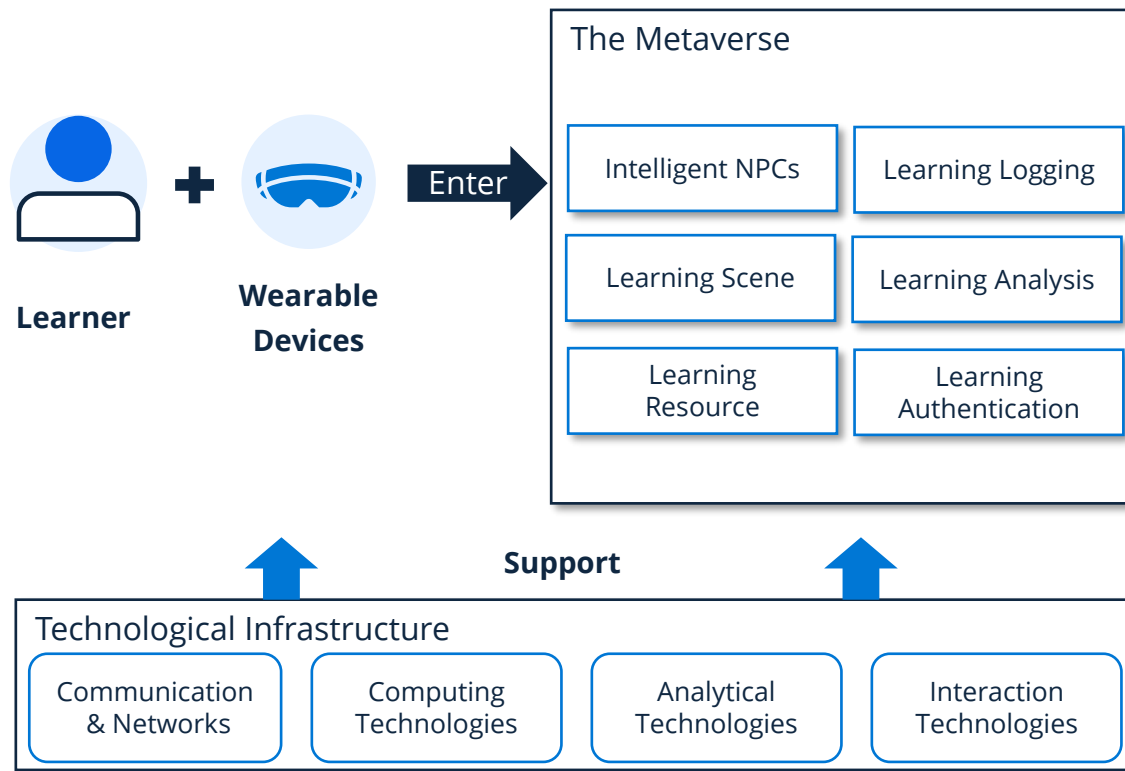 The Metaverse
Intelligent NPCs
Learning Logging
Enter
Learning Scene
Learning Analysis
Learner
Wearable
Devices
Learning
Resource
Learning
Authentication
Support
Technological Infrastructure
Communication
& Networks
Computing
Technologies
Analytical
Technologies
Interaction
Technologies